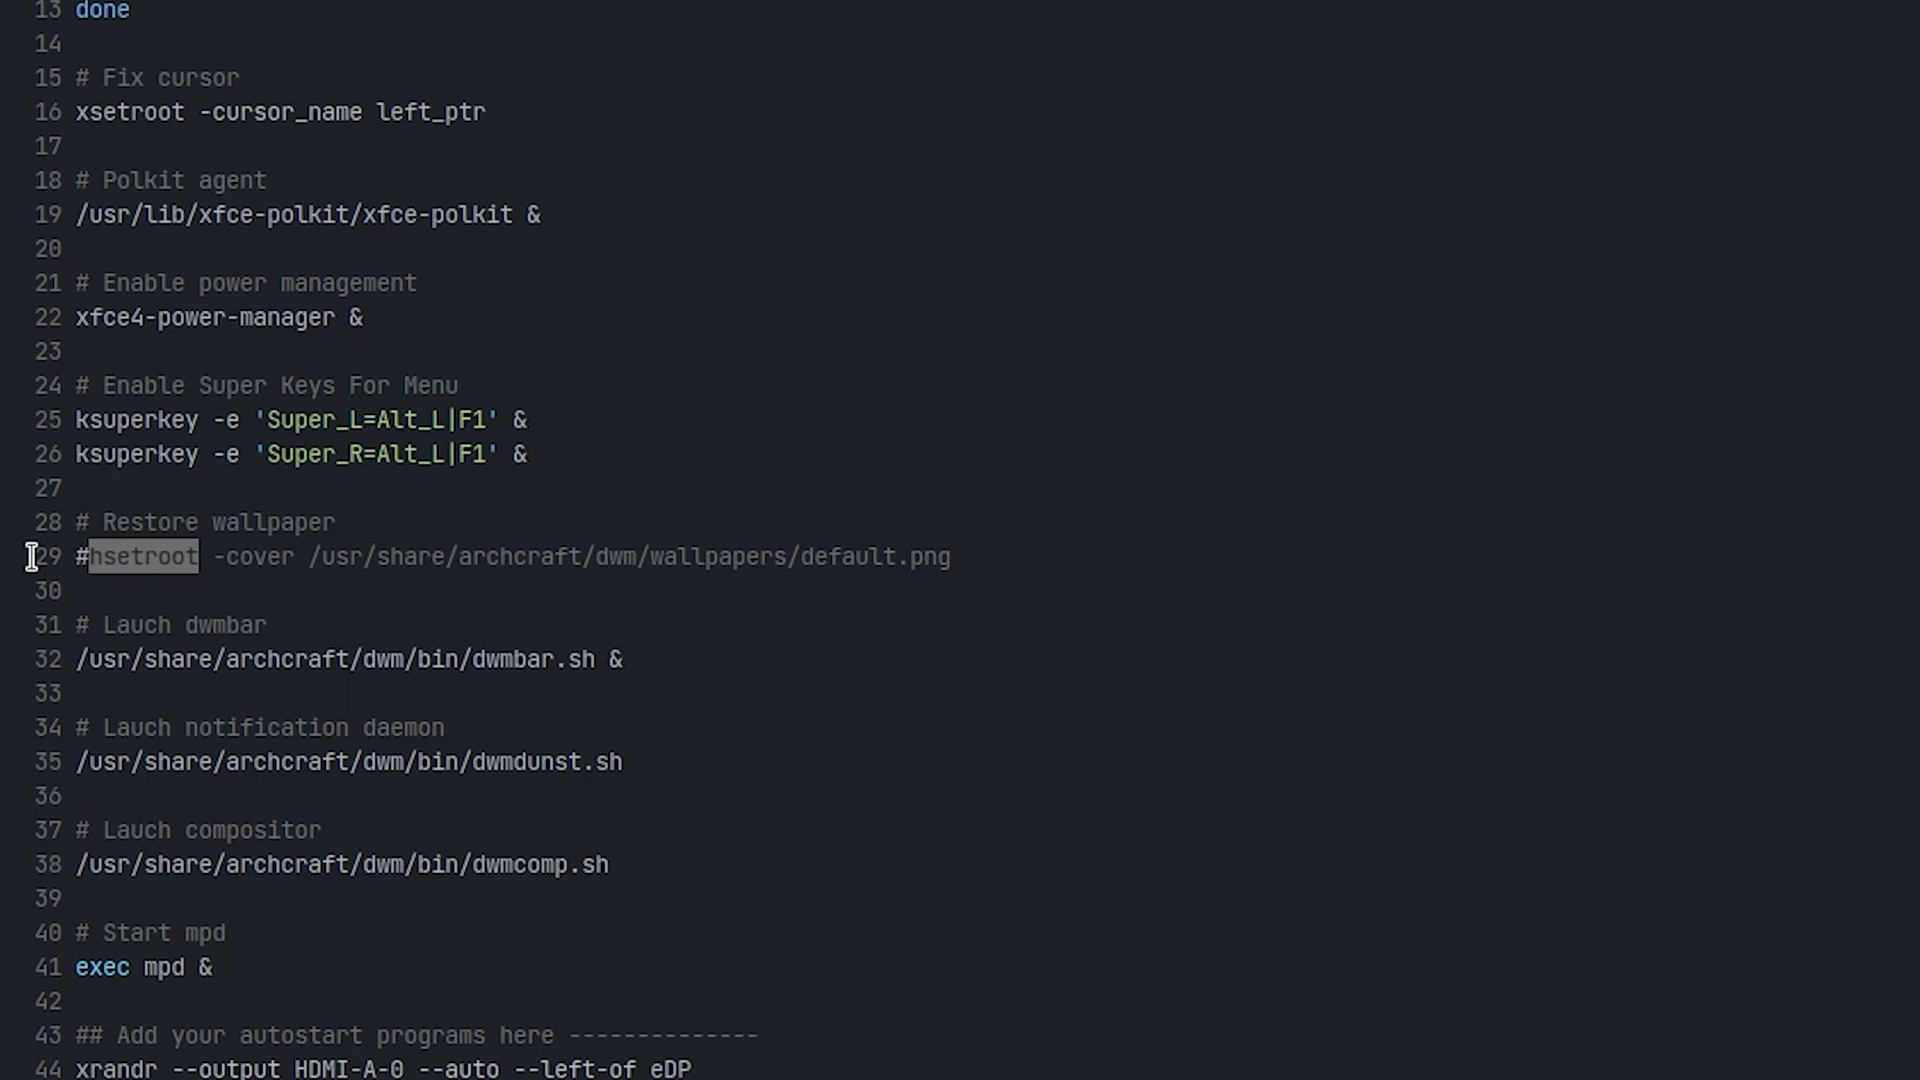 13 done
14
15 # Fix cursor
16 xsetroot -cursor_name left_ptr
17
18 # Polkit agent
19 /usr/lib/xfce-polkit/xfce-polkit &
20
21 # Enable power management
22 xfce4-power-manager &
23
24 # Enable Super Keys For Menu
25 ksuperkey -e 'Super_L=Alt_L|F1' &
26 ksuperkey -e 'Super_R=Alt_L|F1' &
27
28 # Restore wallpaper
29 #hsetroot -cover /usr/share/archcraft/dwm/wallpapers/default.png
30
31 # Lauch dwmbar
32 /usr/share/archcraft/dwm/bin/dwmbar.sh &
33
34 # Lauch notification daemon
35 /usr/share/archcraft/dwm/bin/dwmdunst.sh
36
37 # Lauch compositor
38 /usr/share/archcraft/dwm/bin/dwmcomp.sh
39
40 # Start mpd
41 exec mpd &
42
43 ## Add your autostart programs here --------------
44 xrandr --output HDMI-A-0 --auto --left-of eDP